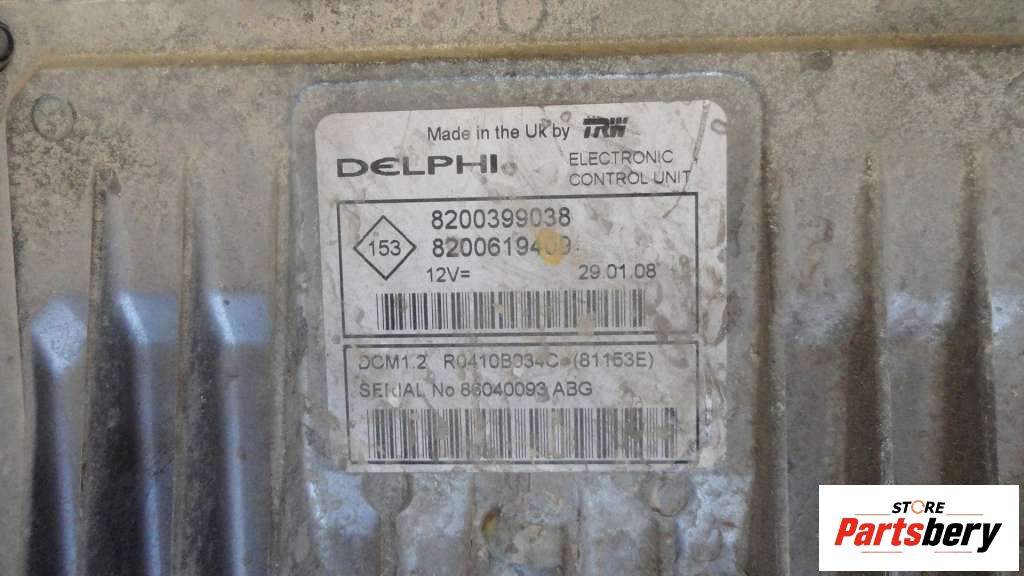 Made in the UK by TRW
DELPHI
ELECTRONIC
CONTROL UNIT
153
8200399038
12V=
29.01.08
DCM1.2 R0410B034C (81153E)
SERIAL No 86040093 ABG
STORE
Partsbery